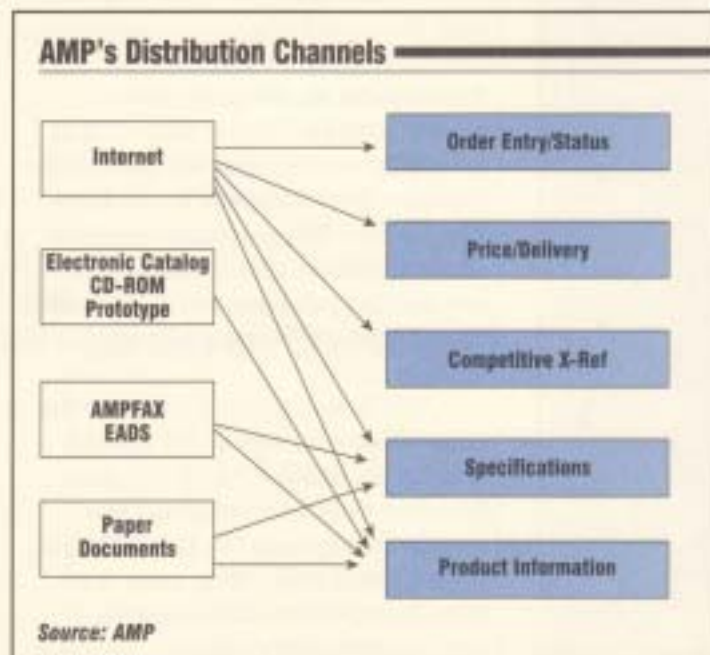 AMP's Distribution Channels
Internet
Electronic Catalog
CD-ROM
Prototype
AMPFAX
EADS
Paper
Documents
Order Entry/Status
Price/Delivery
Competitive X-Ref
Specifications
Product Information
Source: AMP